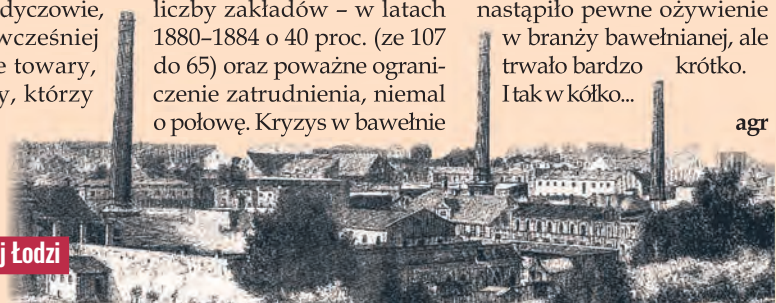 dyczowie,
wcześniej
e towary,
y, którzy
liczby zakładów – w latach
1880–1884 o 40 proc. (ze 107
do 65) oraz poważne ograni-
czenie zatrudnienia, niemal
o połowę. Kryzys w bawełnie
nastąpiło pewne ożywienie
w branży bawełnianej, ale
trwało bardzo krótko.
I tak w kółko...
agr
j Łodzi